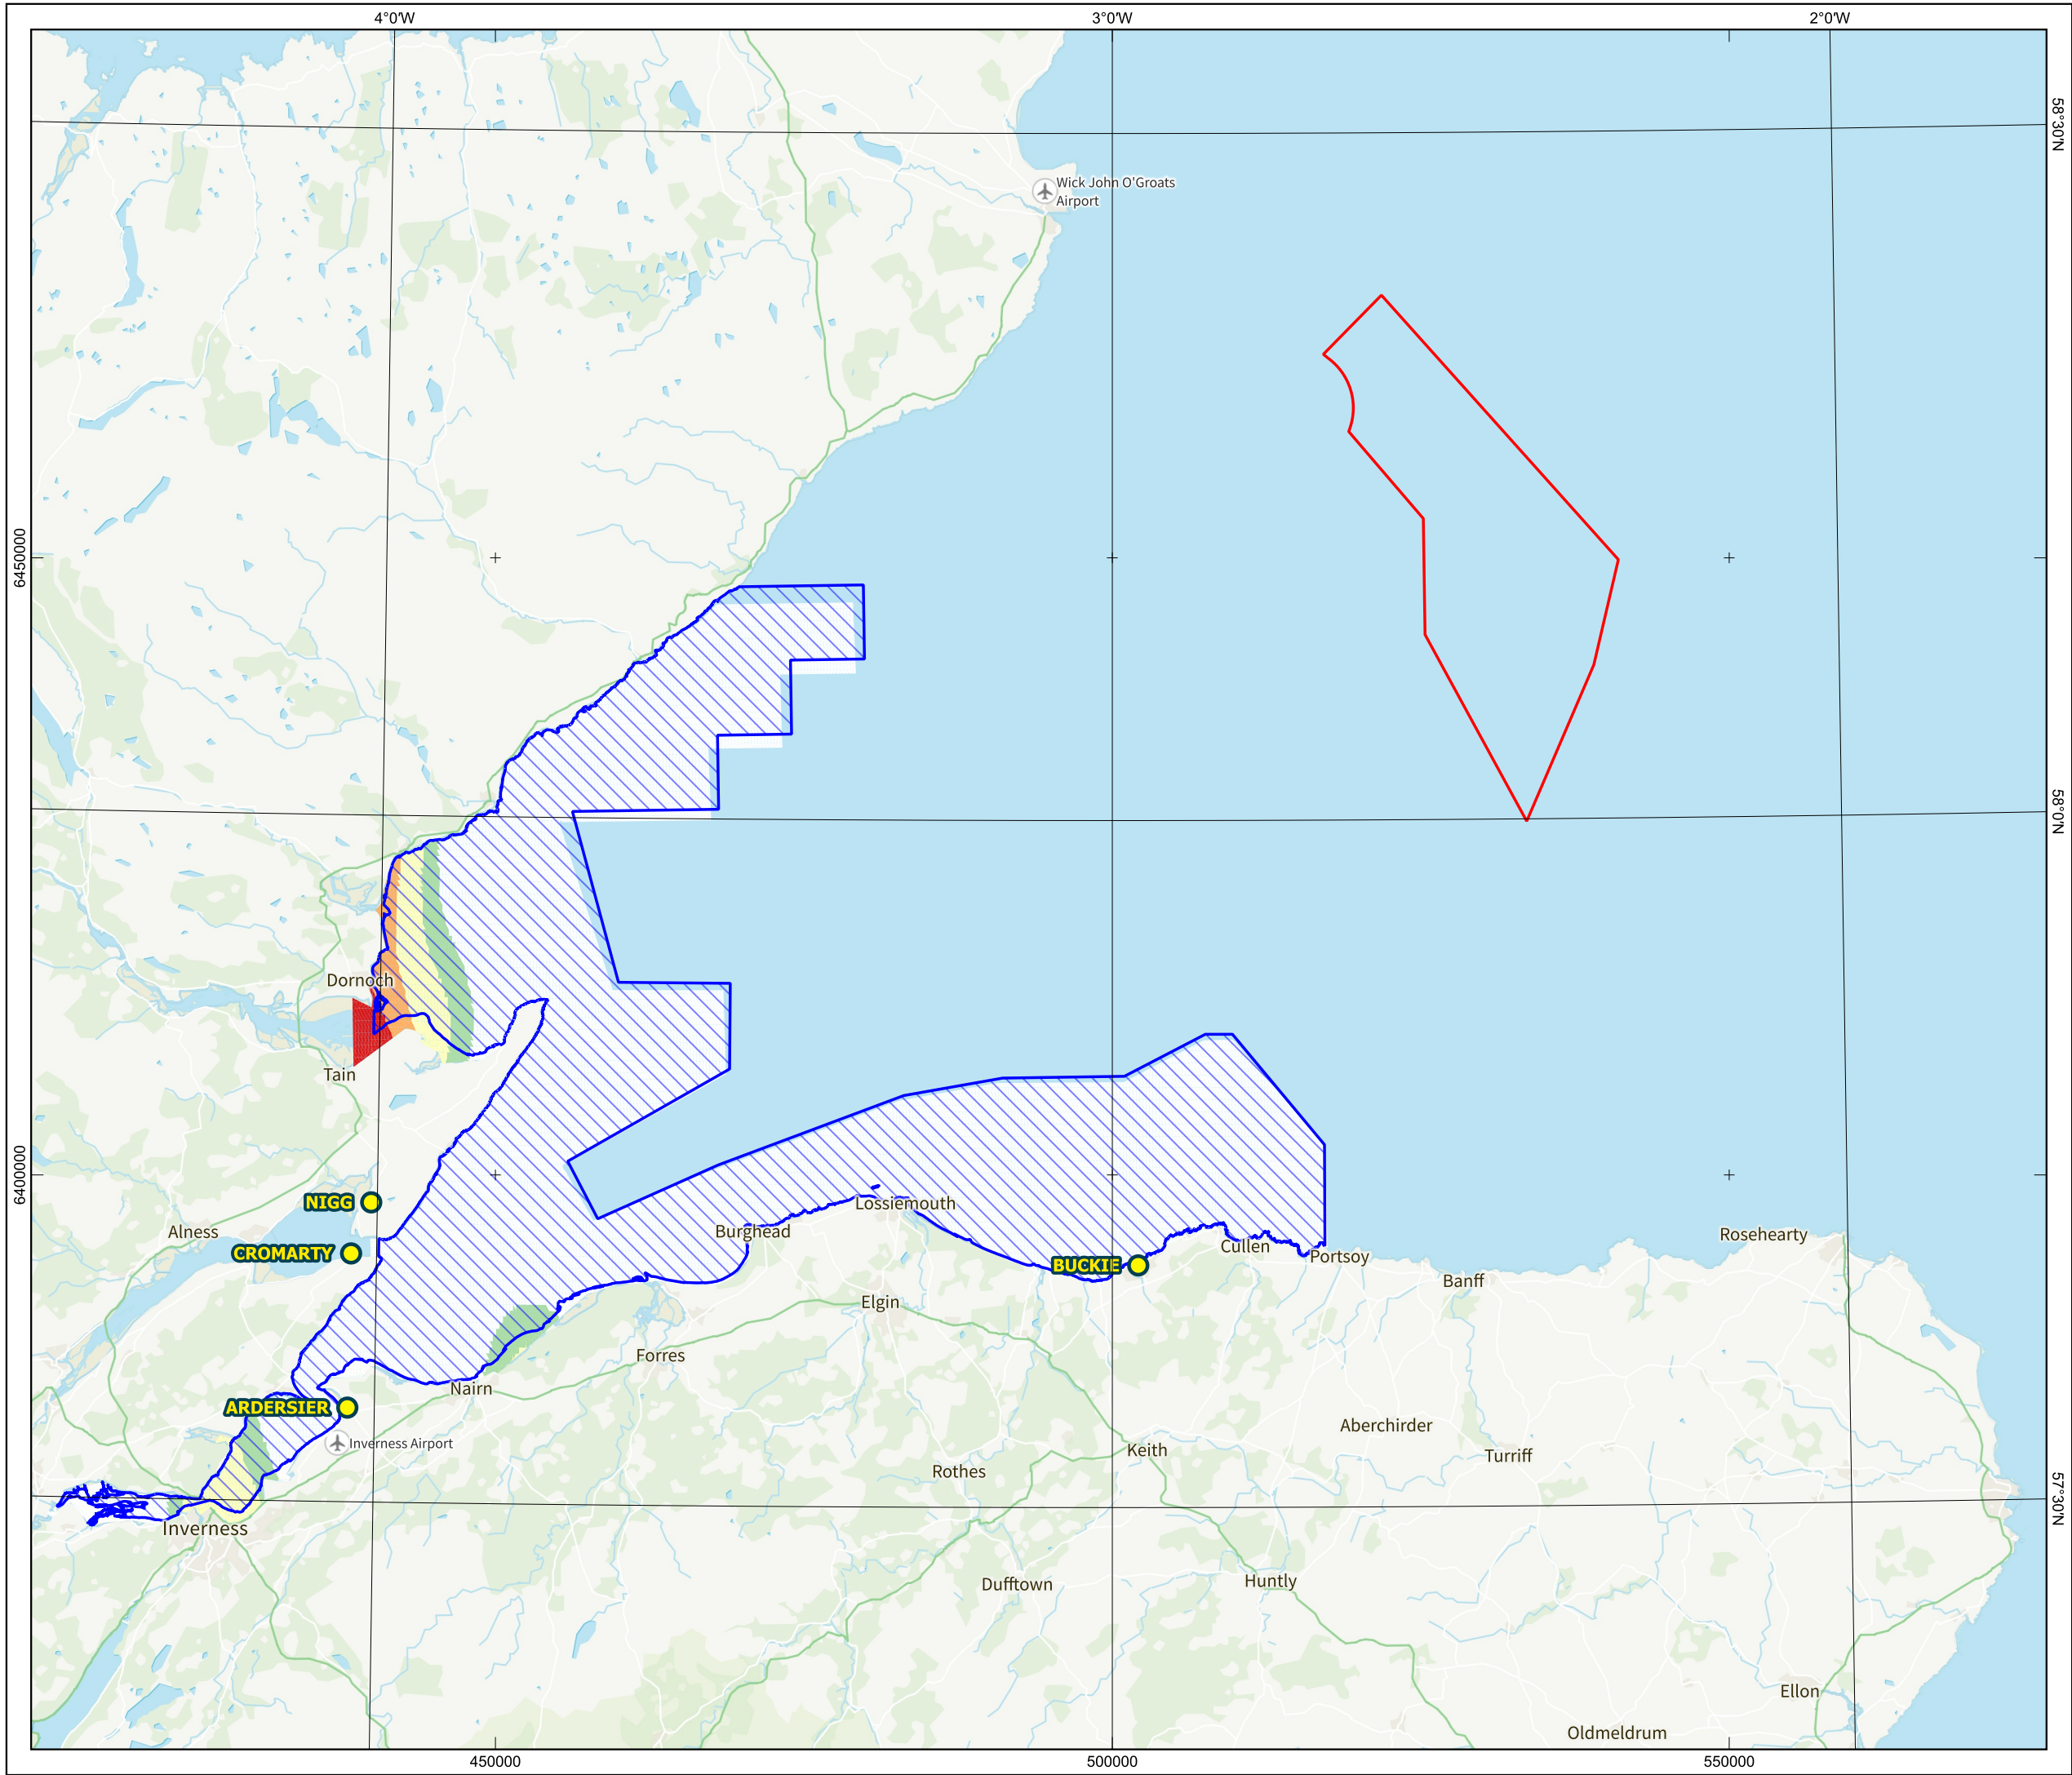 4°0'W
3°0'W
2°0'W
58°30'N
Wick John O'Groats
Airport
6450000
58°0'N
Dornoch
Tain
6400000
NIGG
Lossiemouth
Alness
Burghead
Rosehearty
CROMARTY
Cullen
Portsoy
BUCKIE
Banff
Elgin
Forres
Nairn
ARDERSIER
Aberchirder
Inverness Airport
Keith
Turriff
Rothes
57°30'N
Inverness
Huntly
Dufftown
Ellon
Oldmeldrum
450000
500000
550000